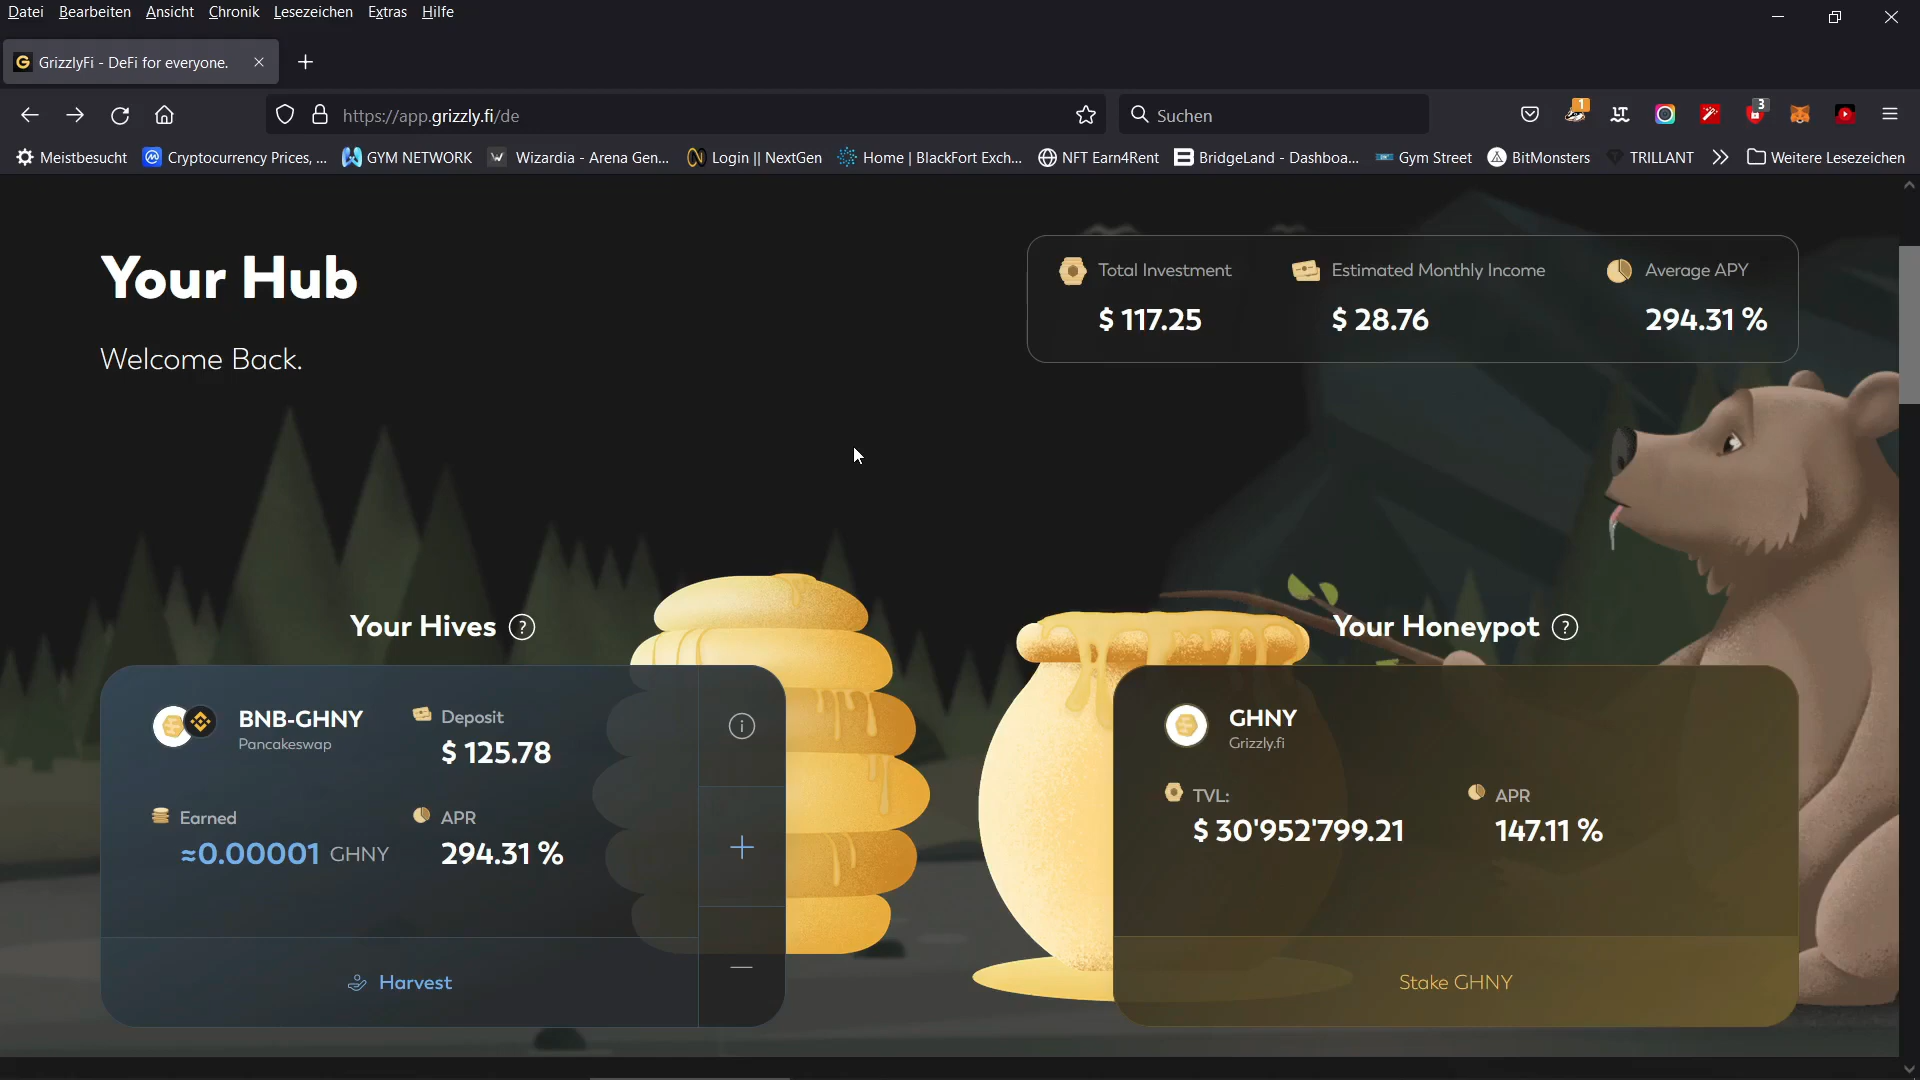 Datei Bearbeiten Ansicht Chronik Lesezeichen Extras Hilfe
G GrizzlyFi - DeFi for everyone.
https://app.grizzly.fi/de
Suchen
1
3
Meistbesucht Cryptocurrency Prices, ... GYM NETWORK W Wizardia - Arena Gen... Login || NextGen Home | BlackFort Exch... NFT Earn4Rent BridgeLand - Dashboa... Gym Street BitMonsters TRILLANT Weitere Lesezeichen
Your Hub
Welcome Back.
Total Investment
$ 117.25
Estimated Monthly Income
$ 28.76
Average APY
294.31 %
Your Hives ?
BNB-GHNY
Pancakeswap
Deposit
$ 125.78
Earned
≈0.00001 GHNY
APR
294.31 %
i
+
—
Harvest
Your Honeypot ?
GHNY
Grizzly.fi
TVL:
$ 30'952'799.21
APR
147.11 %
Stake GHNY